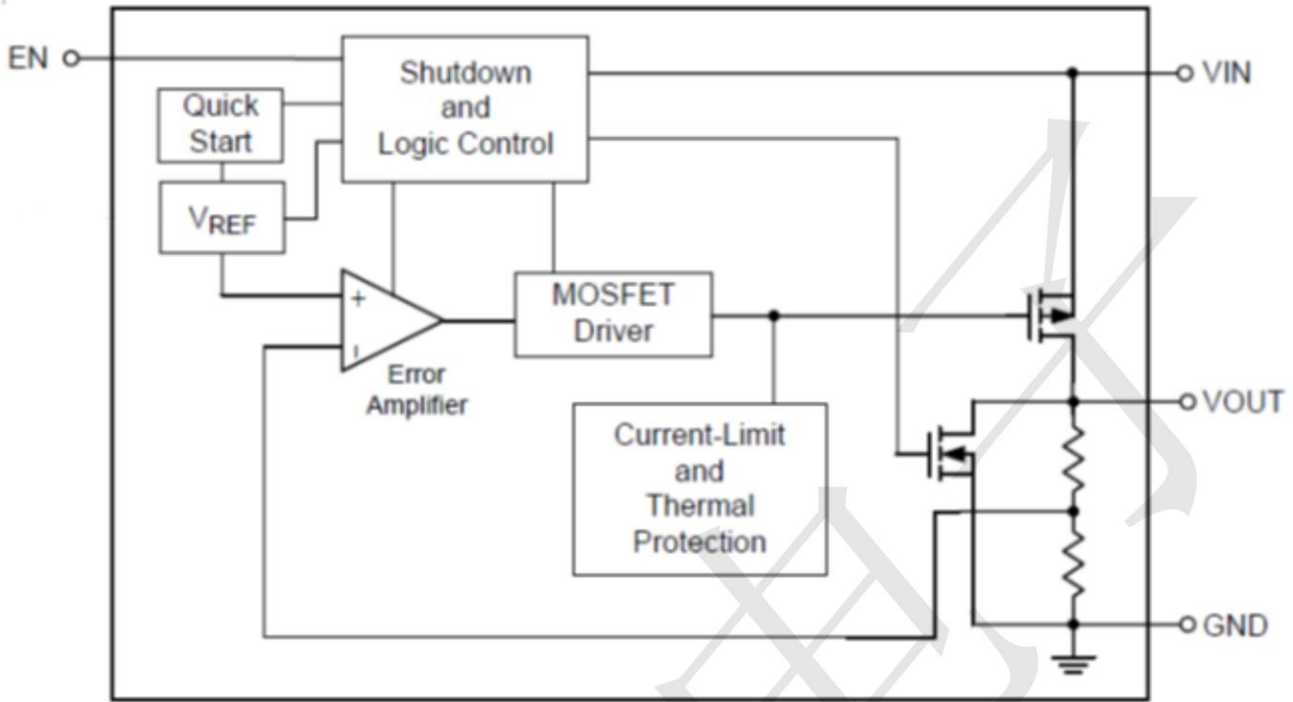 EN
Shutdown
and
Logic Control
VIN
Quick
Start
VREF
+
MOSFET
Driver
Error
Amplifier
VOUT
Current-Limit
and
Thermal
Protection
GND